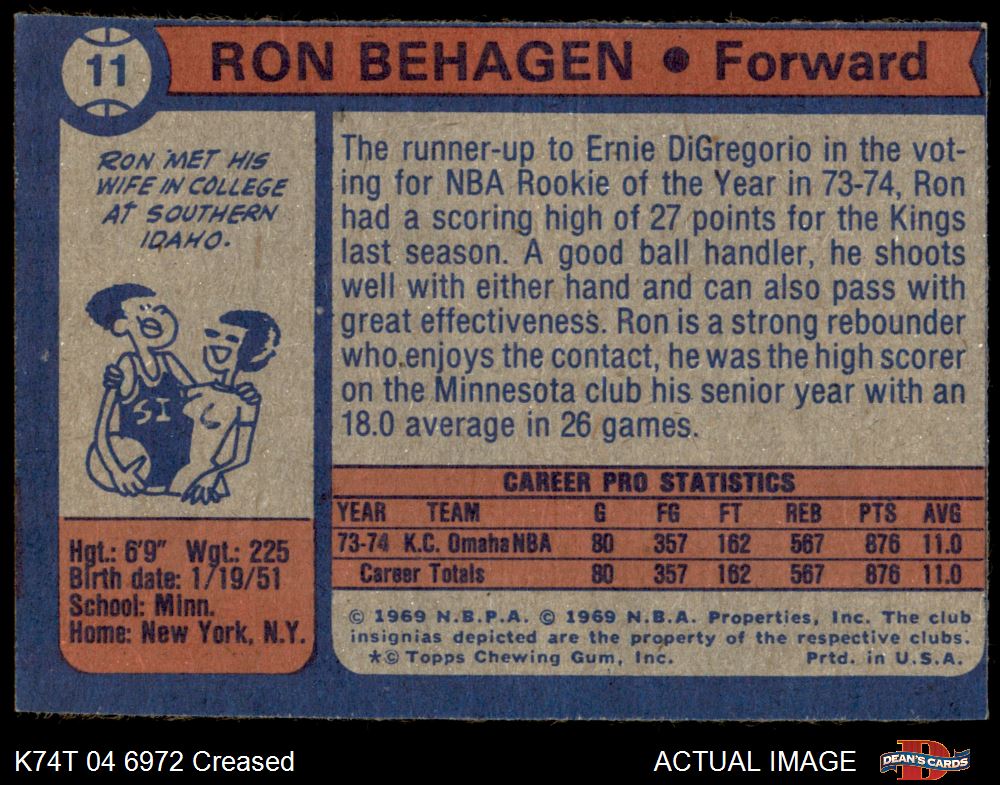 11
RON BEHAGEN • Forward
RON MET HIS
WIFE IN COLLEGE
AT SOUTHERN
IDAHO.
SI
C
Hgt.: 6'9" Wgt.: 225
Birth date: 1/19/51
School: Minn.
Home: New York, N.Y.
The runner-up to Ernie DiGregorio in the vot-
ing for NBA Rookie of the Year in 73-74, Ron
had a scoring high of 27 points for the Kings
last season. A good ball handler, he shoots
well with either hand and can also pass with
great effectiveness. Ron is a strong rebounder
who enjoys the contact, he was the high scorer
on the Minnesota club his senior year with an
18.0 average in 26 games.
CAREER PRO STATISTICS
YEAR TEAM G FG FT REB PTS AVG
73-74 K.C. Omaha NBA 80 357 162 567 876 11.0
Career Totals 80 357 162 567 876 11.0
© 1969 N.B.P.A. © 1969 N.B.A. Properties, Inc. The club
insignias depicted are the property of the respective clubs.
*© Topps Chewing Gum, Inc. Prtd. in U.S.A.
K74T 04 6972 Creased ACTUAL IMAGE DEAN'S CARDS